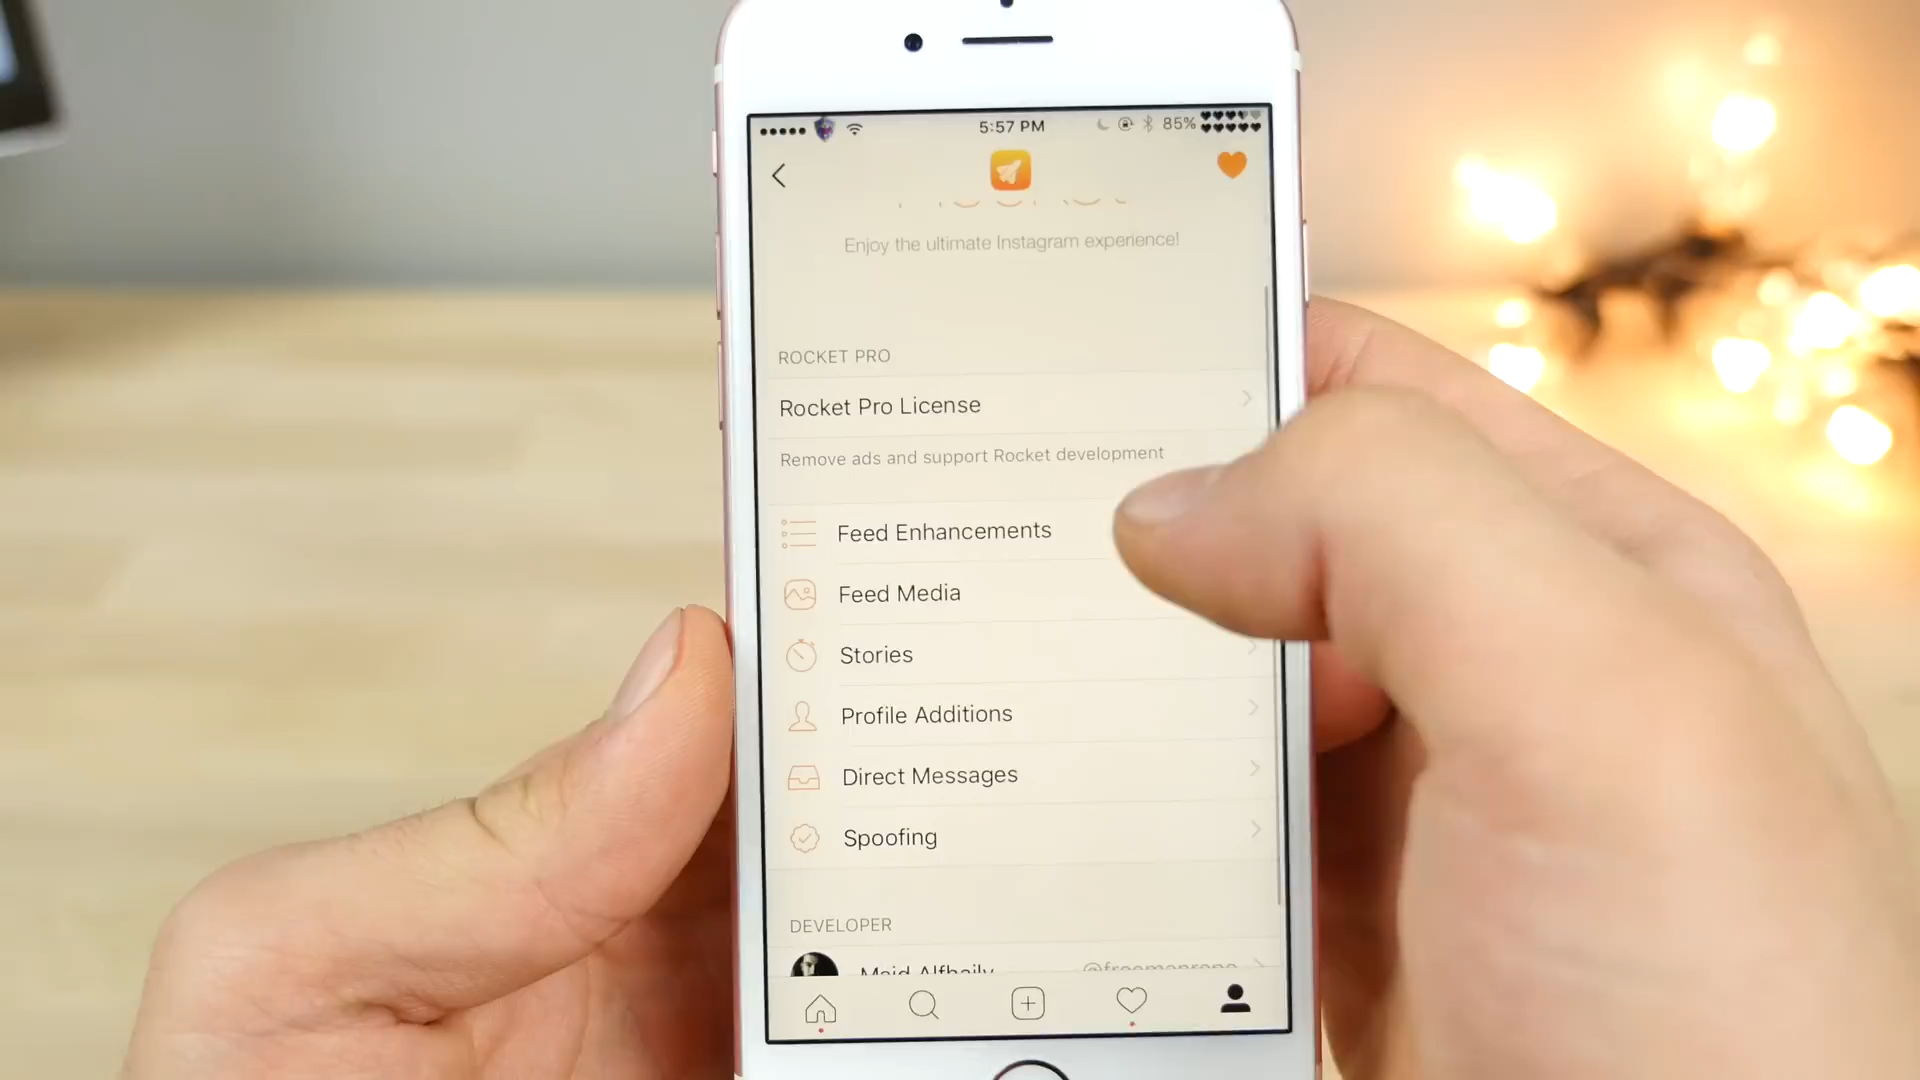 5:57 PM
85%
Enjoy the ultimate Instagram experience!
ROCKET PRO
Rocket Pro License
Remove ads and support Rocket development
Feed Enhancements
Feed Media
Stories
Profile Additions
Direct Messages
Spoofing
DEVELOPER